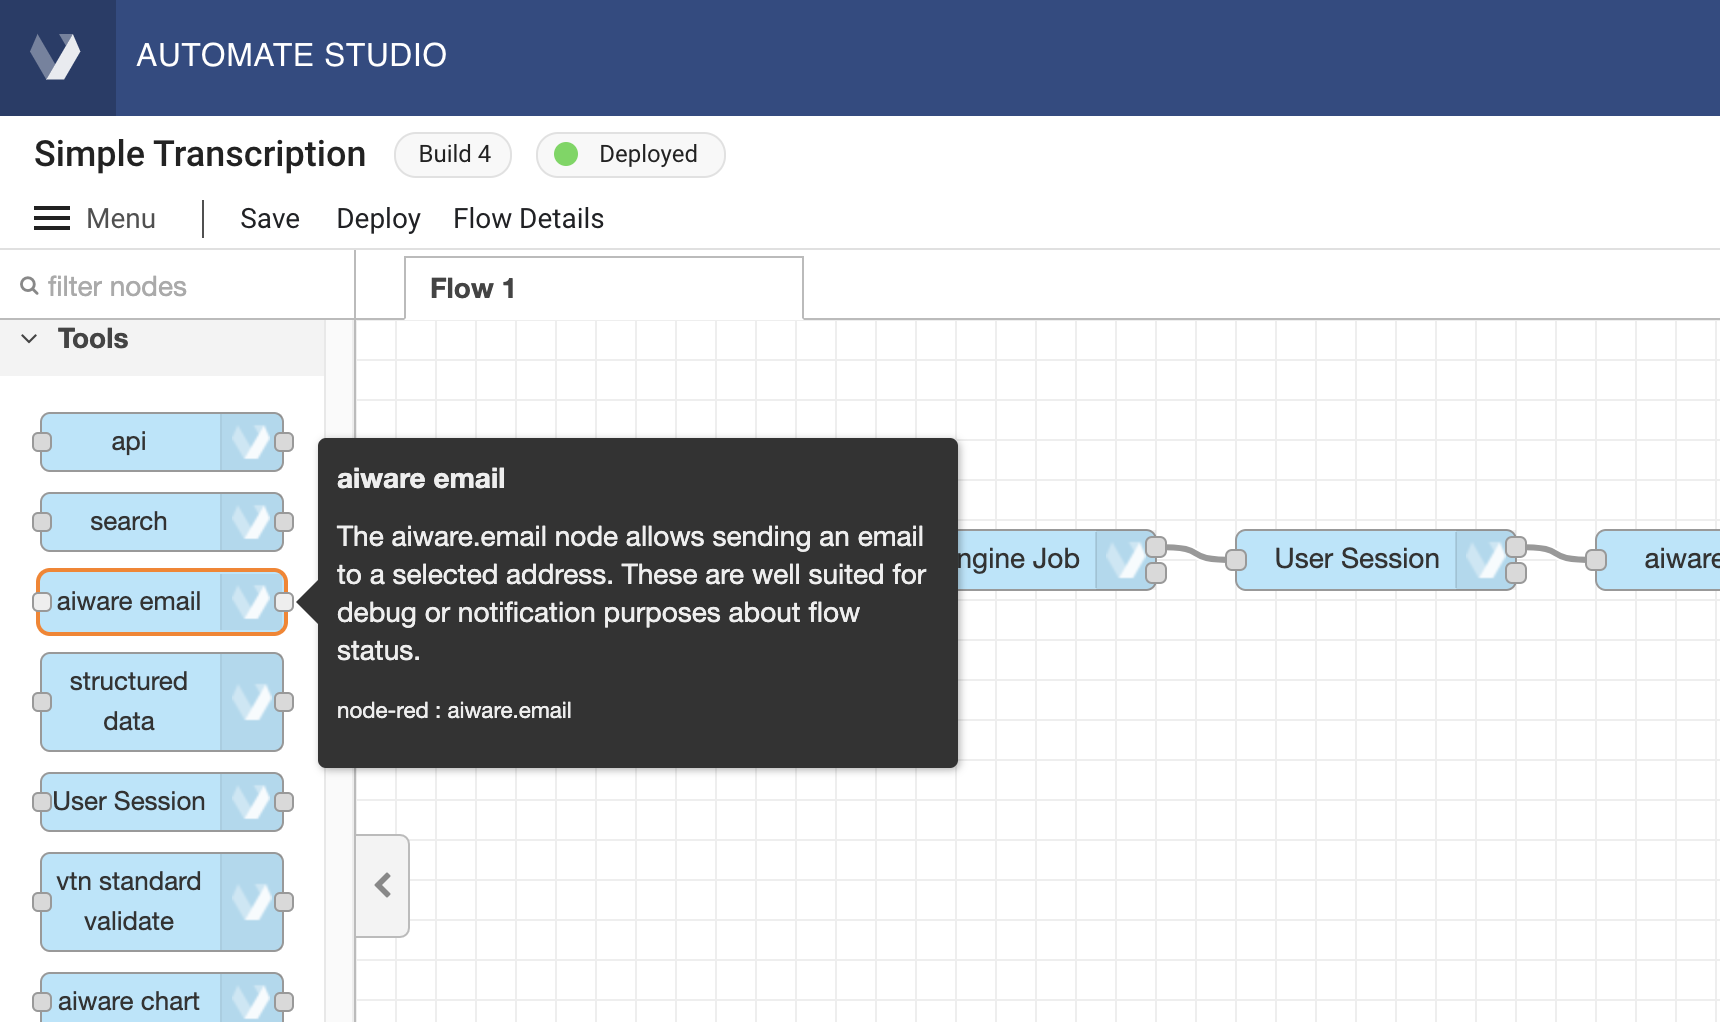 AUTOMATE STUDIO
Simple Transcription
Build 4
Deployed
Menu
Save
Deploy
Flow Details
filter nodes
Flow 1
Tools
api
search
aiware email
structured
data
User Session
vtn standard
validate
aiware chart
aiware email
The aiware.email node allows sending an email
to a selected address. These are well suited for
debug or notification purposes about flow
status.
node-red : aiware.email
ngine Job
User Session
aiware